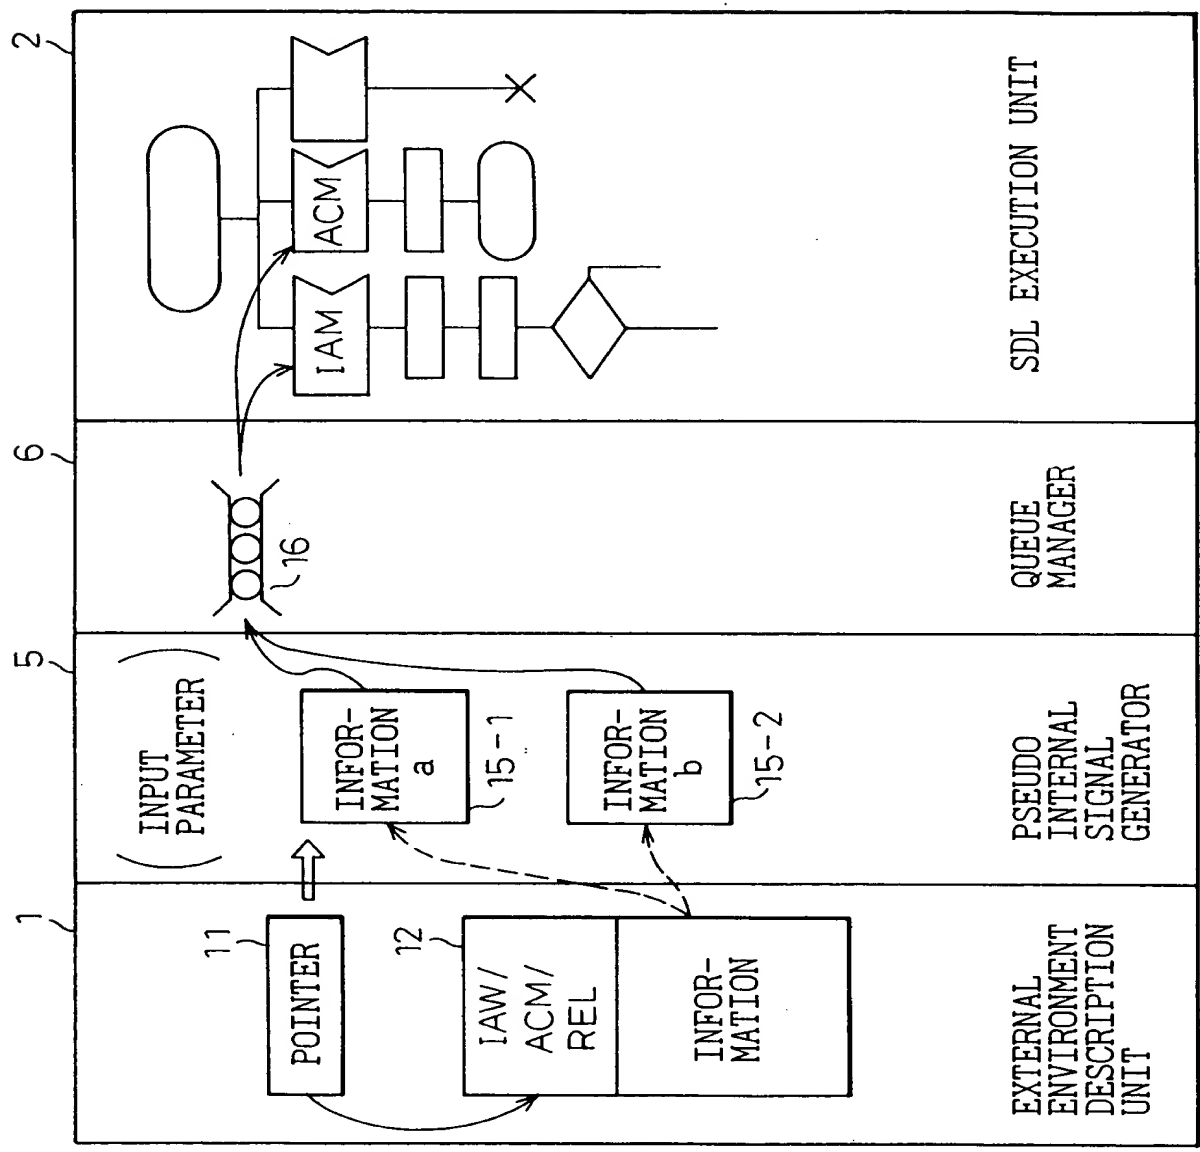 1
5
6
2
11
POINTER
12
IAW/
ACM/
REL
INFOR-
MATION
EXTERNAL
ENVIRONMENT
DESCRIPTION
UNIT
(INPUT
PARAMETER)
INFOR-
MATION
a
15-1
INFOR-
MATION
b
15-2
PSEUDO
INTERNAL
SIGNAL
GENERATOR
16
QUEUE
MANAGER
IAM
ACM
SDL EXECUTION UNIT